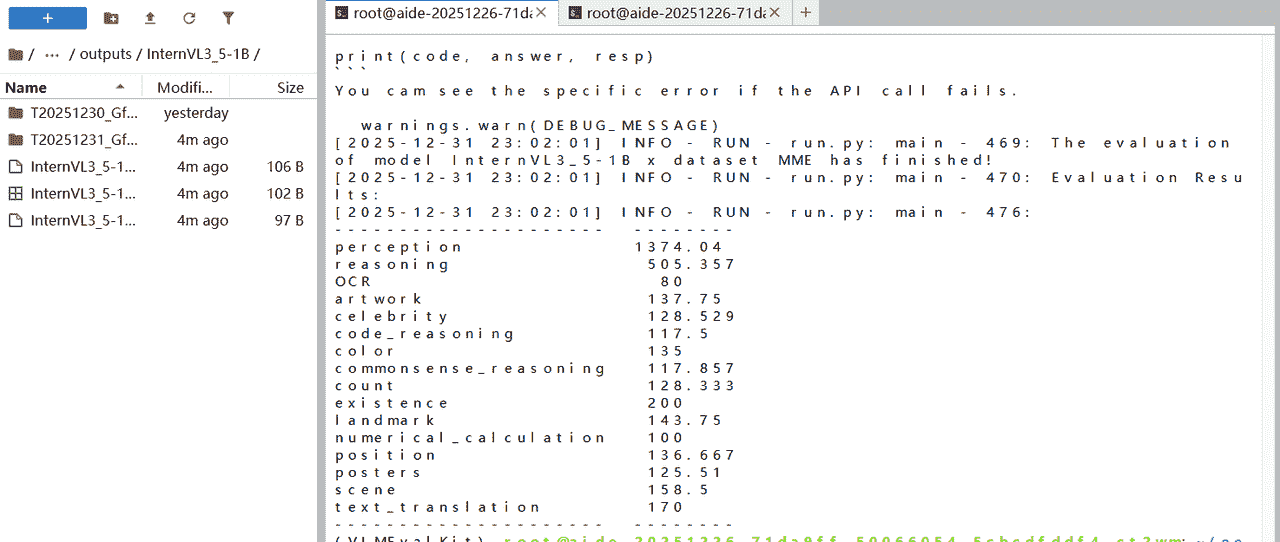 +
/ ··· / outputs / InternVL3_5-1B /
Name Modifi... Size
T20251230_Gf... yesterday
T20251231_Gf... 4m ago
InternVL3_5-1... 4m ago 106 B
InternVL3_5-1... 4m ago 102 B
InternVL3_5-1... 4m ago 97 B
root@aide-20251226-71da × root@aide-20251226-71da × +
print(code, answer, resp)
```
You cam see the specific error if the API call fails.
warnings.warn(DEBUG_MESSAGE)
[2025-12-31 23:02:01] INFO - RUN - run.py: main - 469: The evaluation
of model InternVL3_5-1B x dataset MME has finished!
[2025-12-31 23:02:01] INFO - RUN - run.py: main - 470: Evaluation Resu
lts:
[2025-12-31 23:02:01] INFO - RUN - run.py: main - 476:
--------------------- --------
perception 1374.04
reasoning 505.357
OCR 80
artwork 137.75
celebrity 128.529
code_reasoning 117.5
color 135
commonsense_reasoning 117.857
count 128.333
existence 200
landmark 143.75
numerical_calculation 100
position 136.667
posters 125.51
scene 158.5
text_translation 170
--------------------- --------